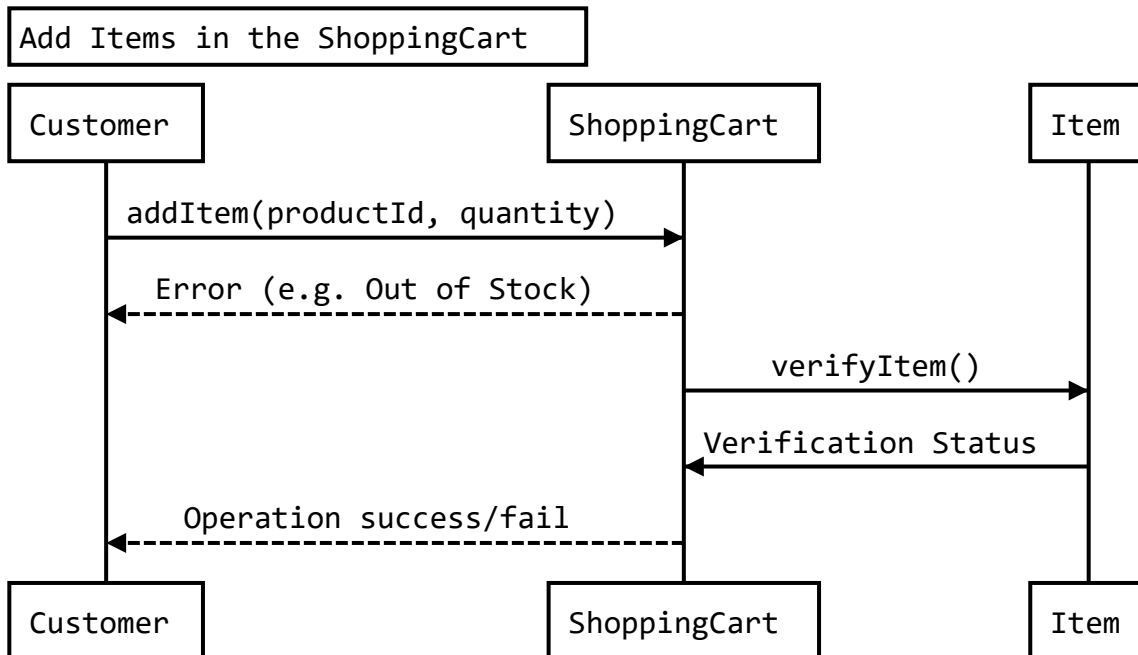 Add Items in the ShoppingCart
Customer
ShoppingCart
Item
addItem(productId, quantity)
Error (e.g. Out of Stock)
verifyItem()
Verification Status
Operation success/fail
Customer
ShoppingCart
Item